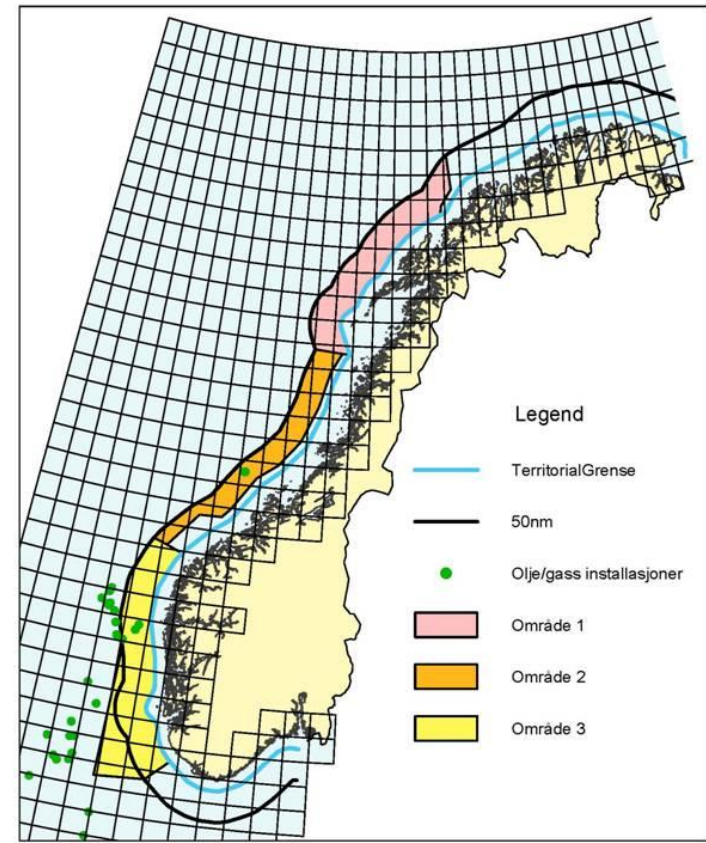 Legend
TerritorialGrense
50nm
Olje/gass installasjoner
Område 1
Område 2
Område 3